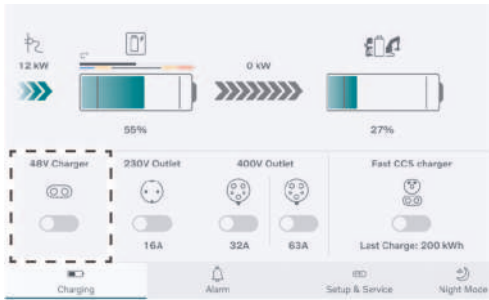 12 kW
0 kW
C°
55%
27%
48V Charger
230V Outlet
400V Outlet
Fast CCS charger
16A
32A
63A
Last Charge: 200 kWh
Charging
Alarm
Setup & Service
Night Mode